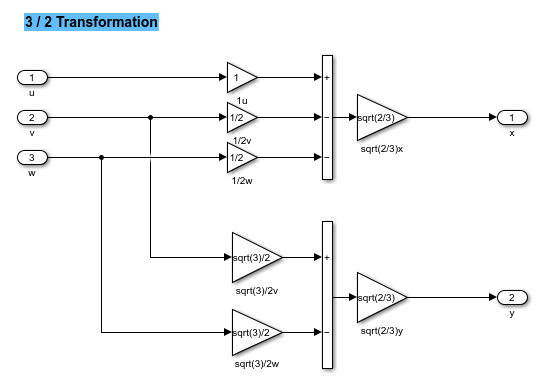 3 / 2 Transformation
1
u
1
1u
+
2
v
1/2
1/2v
−
sqrt(2/3)
sqrt(2/3)x
1
x
3
w
1/2
1/2w
−
sqrt(3)/2
sqrt(3)/2v
+
sqrt(2/3)
sqrt(2/3)y
2
y
sqrt(3)/2
sqrt(3)/2w
−